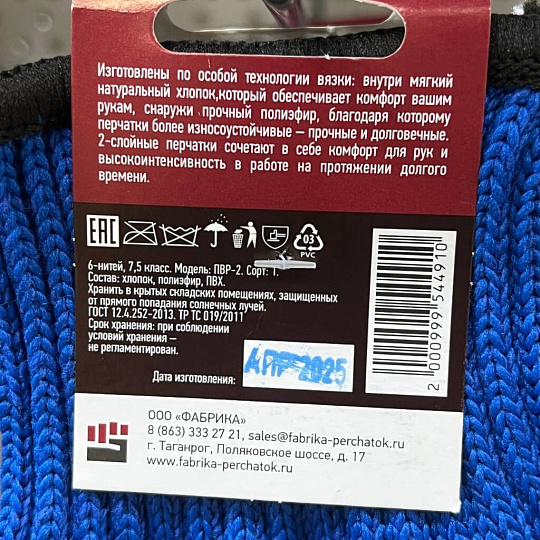 Изготовлены по особой технологии вязки: внутри мягкий
натуральный хлопок,который обеспечивает комфорт вашим
рукам, снаружи прочный полиэфир, благодаря которому
перчатки более износоустойчивые – прочные и долговечные.
2-слойные перчатки сочетают в себе комфорт для рук и
высокоинтенсивность в работе на протяжении долгого
времени.
EAC
03
PVC
6-нитей, 7,5 класс. Модель: ПВР-2. Сорт: 1.
Состав: хлопок, полиэфир, ПВХ.
Хранить в крытых складских помещениях, защищенных
от прямого попадания солнечных лучей.
ГОСТ 12.4.252-2013. ТР ТС 019/2011
Срок хранения: при соблюдении
условий хранения –
не регламентирован.
Дата изготовления:
АПР 2025
2 000999 544910
ООО «ФАБРИКА»
8 (863) 333 27 21, sales@fabrika-perchatok.ru
г. Таганрог, Поляковское шоссе, д. 17
www.fabrika-perchatok.ru